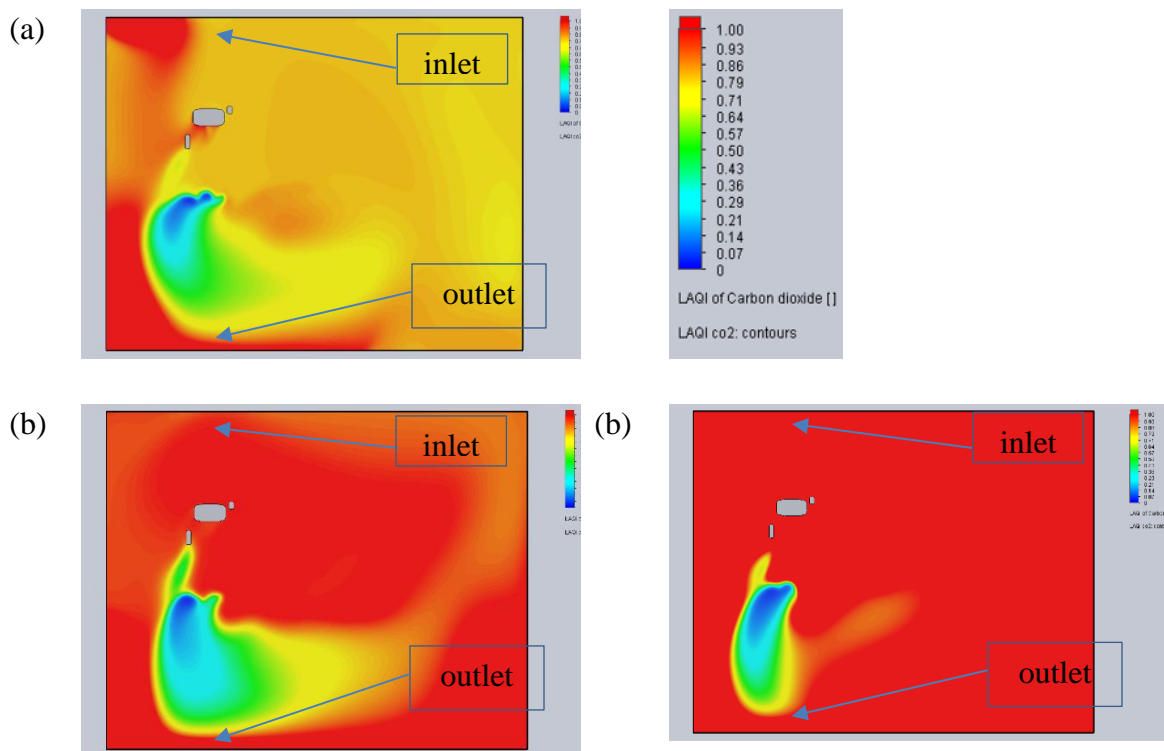 (a)
inlet
outlet
1.00
0.93
0.86
0.79
0.71
0.64
0.57
0.50
0.43
0.36
0.29
0.21
0.14
0.07
0
LAQI of Carbon dioxide [ ]
LAQI co2: contours
(b)
inlet
outlet
(b)
inlet
outlet